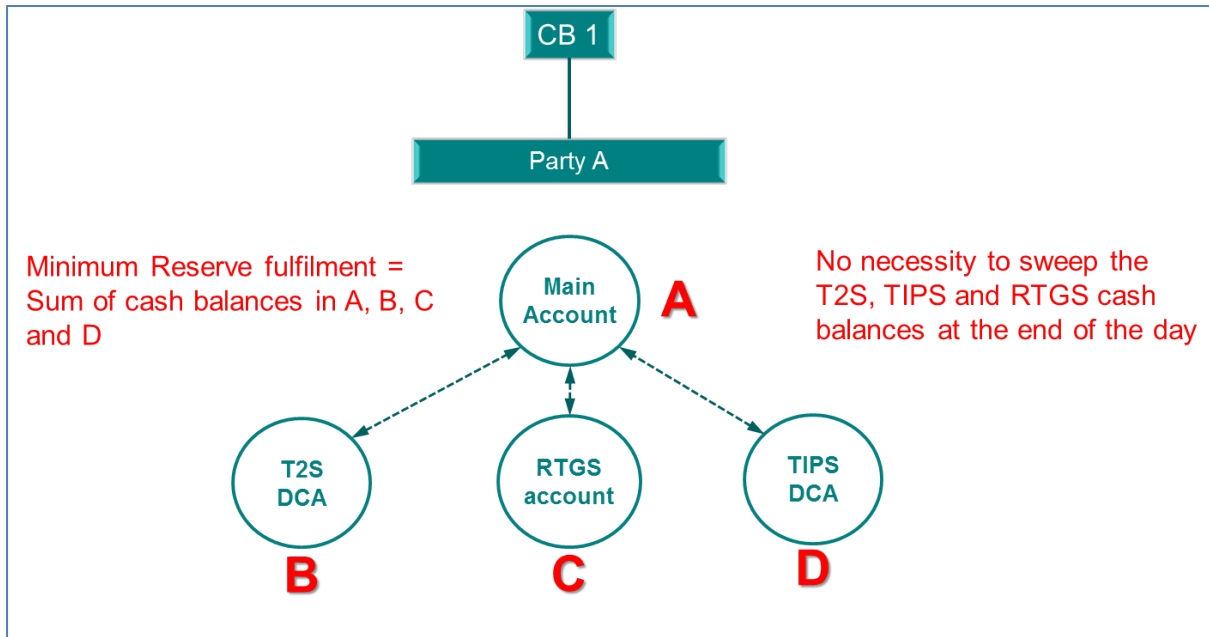 CB 1
Party A
Minimum Reserve fulfilment =
Sum of cash balances in A, B, C
and D
Main
Account
A
No necessity to sweep the
T2S, TIPS and RTGS cash
balances at the end of the day
T2S
DCA
B
RTGS
account
C
TIPS
DCA
D